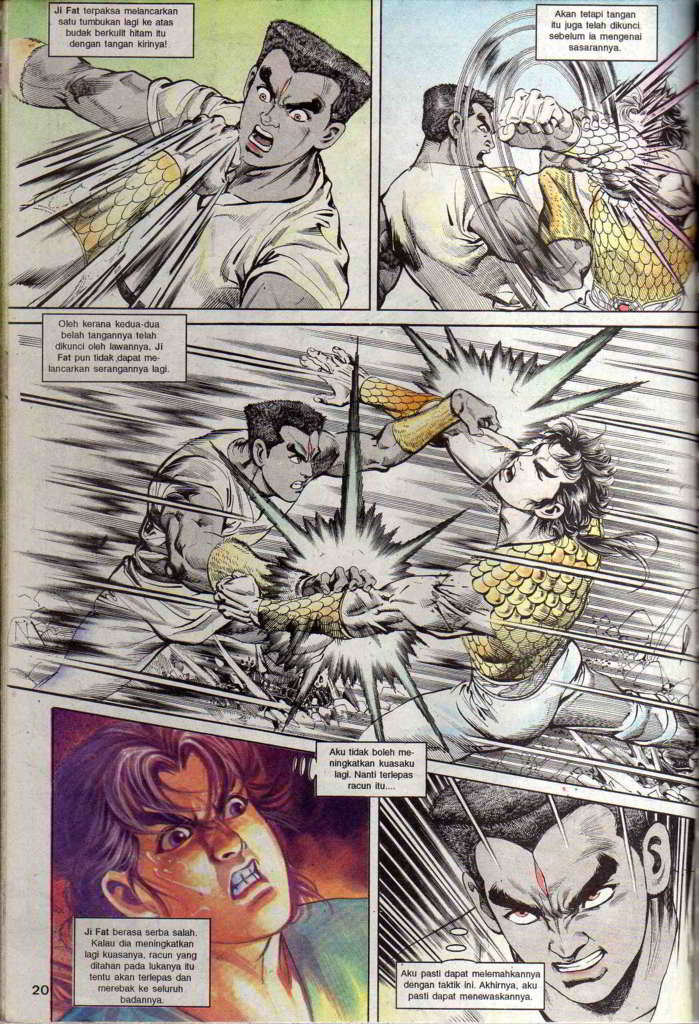 Ji Fat terpaksa melancarkan
satu tumbukan lagi ke atas
budak berkulit hitam itu
dengan tangan kirinya!
Akan tetapi tangan
itu juga telah dikunci
sebelum ia mengenai
sasarannya.
Oleh kerana kedua-dua
belah tangannya telah
dikunci oleh lawannya, Ji
Fat pun tidak dapat me-
lancarkan serangannya lagi.
Aku tidak boleh me-
ningkatkan kuasaku
lagi. Nanti terlepas
racun itu....
Ji Fat berasa serba salah.
Kalau dia meningkatkan
lagi kuasanya, racun yang
ditahan pada lukanya itu
tentu akan terlepas dan
merebak ke seluruh
badannya.
Aku pasti dapat melemahkannya
dengan taktik ini. Akhirnya, aku
pasti dapat menewaskannya.
20